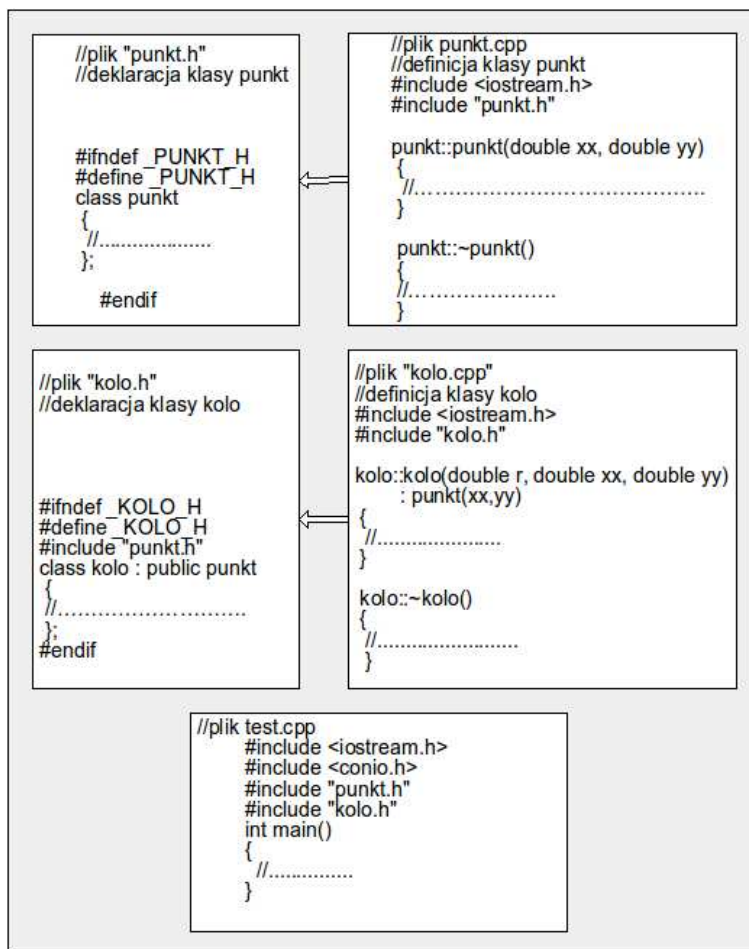 //plik "punkt.h"
//deklaracja klasy punkt
#ifndef _PUNKT_H
#define _PUNKT_H
class punkt
{
//....................
};
#endif
//plik punkt.cpp
//definicja klasy punkt
#include <iostream.h>
#include "punkt.h"
punkt::punkt(double xx, double yy)
{
//…………………………………………….
}
punkt::~punkt()
{
//………………………
}
//plik "kolo.h"
//deklaracja klasy kolo
#ifndef _KOLO_H
#define _KOLO_H
#include "punkt.h"
class kolo : public punkt
{
//……………………………
};
#endif
//plik "kolo.cpp"
//definicja klasy kolo
#include <iostream.h>
#include "kolo.h"
kolo::kolo(double r, double xx, double yy)
: punkt(xx,yy)
{
//......................
}
kolo::~kolo()
{
//.........................
}
//plik test.cpp
#include <iostream.h>
#include <conio.h>
#include "punkt.h"
#include "kolo.h"
int main()
{
//...............
}